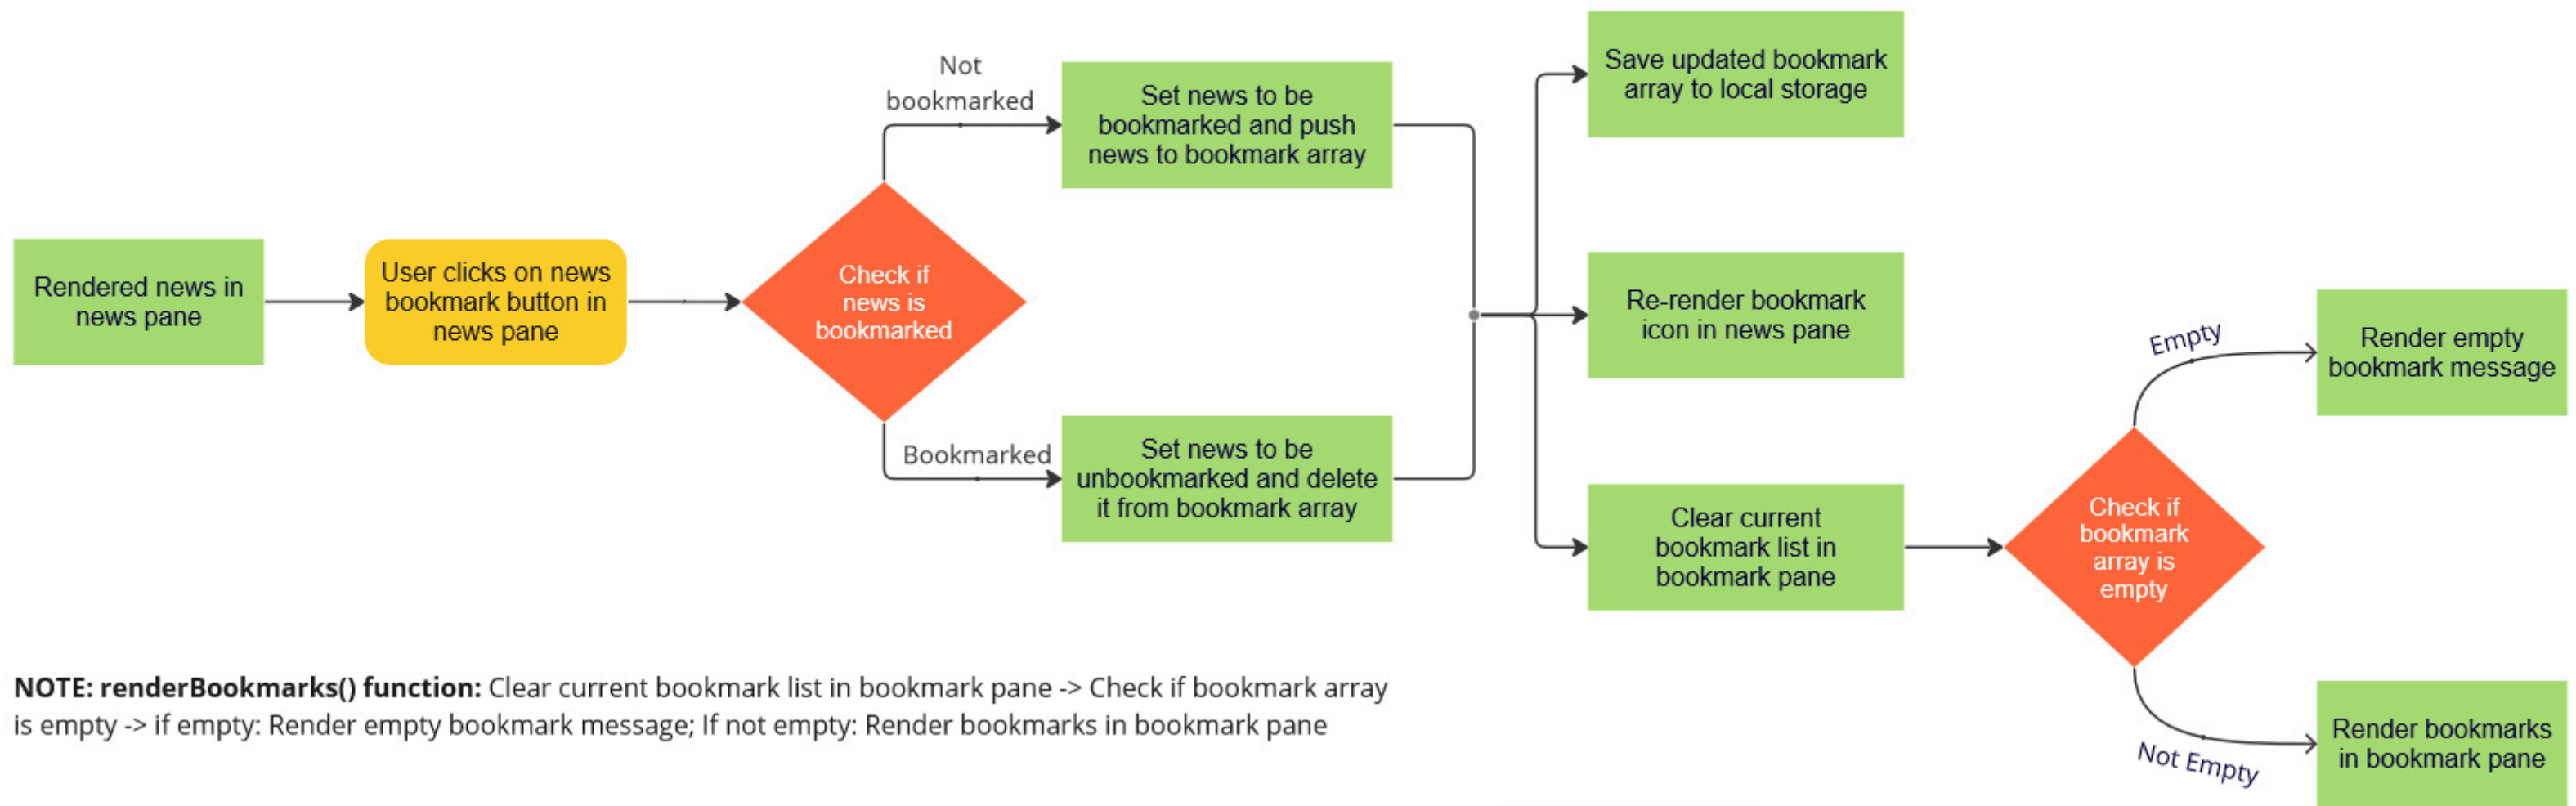 Rendered news in
news pane
User clicks on news
bookmark button in
news pane
Check if
news is
bookmarked
Not
bookmarked
Set news to be
bookmarked and push
news to bookmark array
Bookmarked
Set news to be
unbookmarked and delete
it from bookmark array
Save updated bookmark
array to local storage
Re-render bookmark
icon in news pane
Clear current
bookmark list in
bookmark pane
Check if
bookmark
array is
empty
Empty
Render empty
bookmark message
Not Empty
Render bookmarks
in bookmark pane
NOTE: renderBookmarks() function: Clear current bookmark list in bookmark pane -> Check if bookmark array
is empty -> if empty: Render empty bookmark message; If not empty: Render bookmarks in bookmark pane